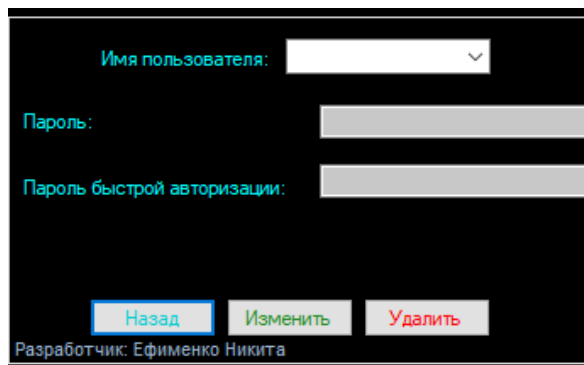 Имя пользователя:
Пароль:
Пароль быстрой авторизации:
Назад Изменить Удалить
Разработчик: Ефименко Никита